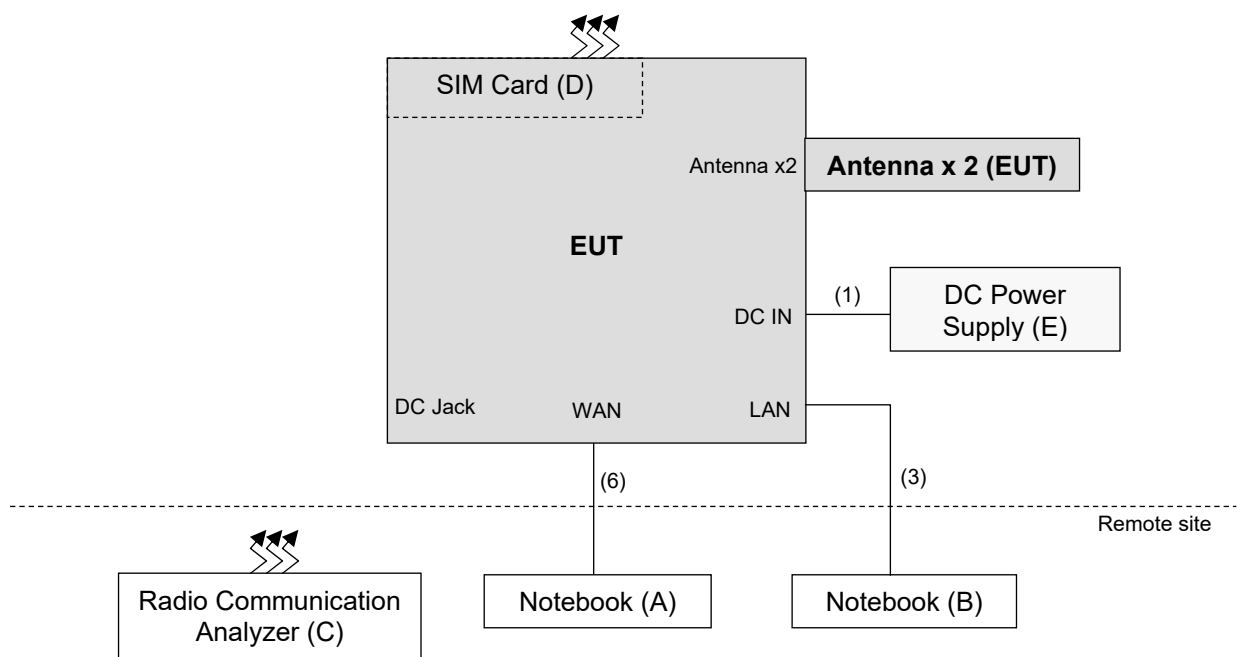 SIM Card (D)
Antenna x2
Antenna x 2 (EUT)
EUT
(1)
DC Power
Supply (E)
DC IN
DC Jack
WAN
LAN
(6)
(3)
Remote site
Radio Communication
Analyzer (C)
Notebook (A)
Notebook (B)